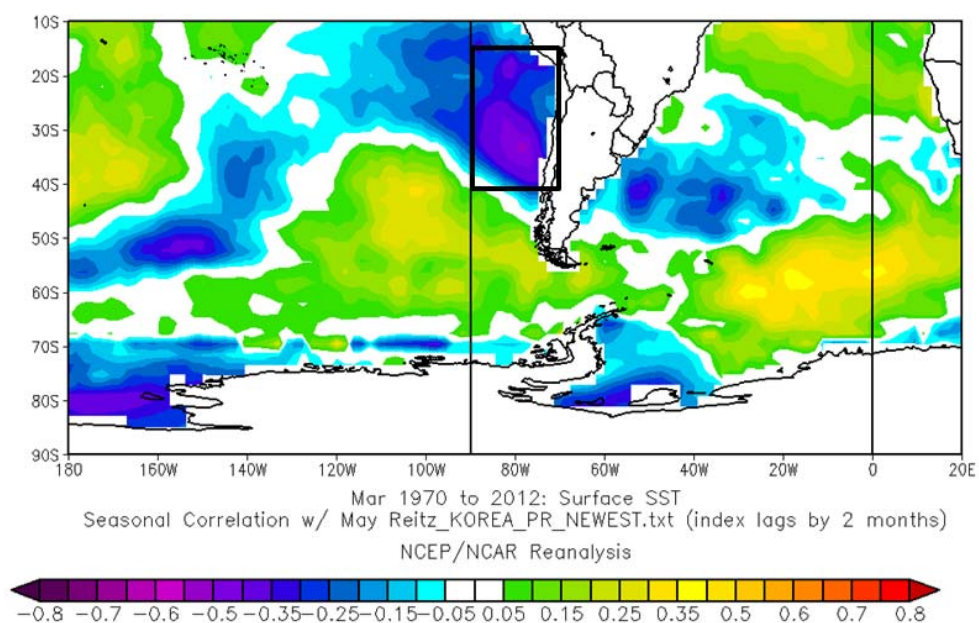 10S
20S
30S
40S
50S
60S
70S
80S
90S
180 160W 140W 120W 100W 80W 60W 40W 20W 0 20E
Mar 1970 to 2012: Surface SST
Seasonal Correlation w/ May Reitz_KOREA_PR_NEWEST.txt (index lags by 2 months)
NCEP/NCAR Reanalysis
-0.8 -0.7 -0.6 -0.5 -0.35 -0.25 -0.15 -0.05 0.05 0.15 0.25 0.35 0.5 0.6 0.7 0.8